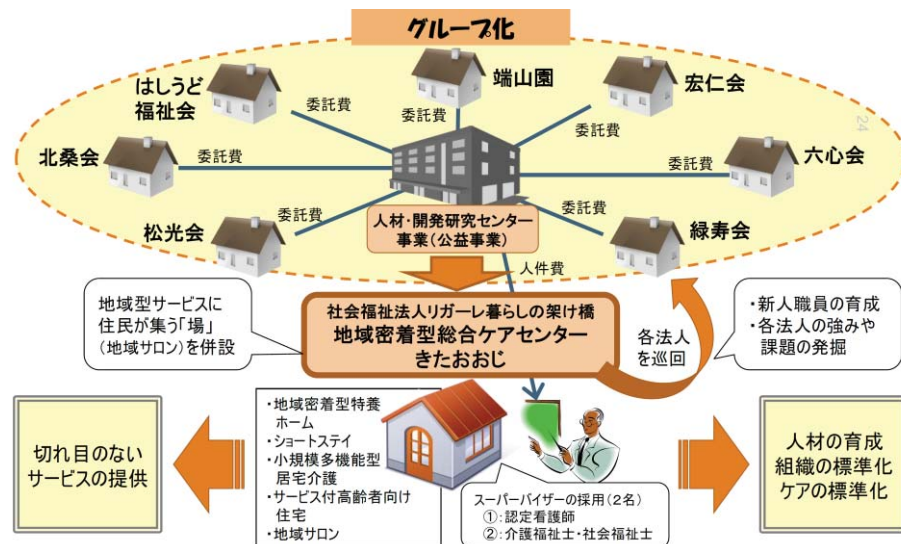 グループ化
はしうど
福祉会
端山園
宏仁会
北桑会
六心会
松光会
緑寿会
委託費
委託費
委託費
委託費
委託費
委託費
委託費
24
人材・開発研究センター
事業(公益事業)
人件費
地域型サービスに
住民が集う「場」
(地域サロン)を併設
社会福祉法人リガーレ暮らしの架け橋
地域密着型総合ケアセンター
きたおおじ
各法人
を巡回
・新人職員の育成
・各法人の強みや
課題の発掘
切れ目のない
サービスの提供
・地域密着型特養
ホーム
・ショートステイ
・小規模多機能型
居宅介護
・サービス付高齢者向け
住宅
・地域サロン
スーパーバイザーの採用(2名)
①:認定看護師
②:介護福祉士・社会福祉士
人材の育成
組織の標準化
ケアの標準化